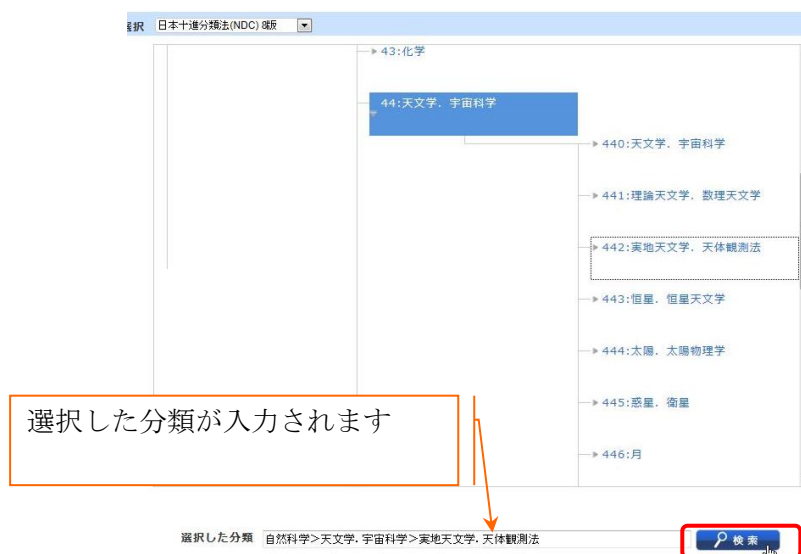 選択 日本十進分類法(NDC) 8版
43:化学
44:天文学．宇宙科学
440:天文学．宇宙科学
441:理論天文学．数理天文学
442:実地天文学．天体観測法
443:恒星．恒星天文学
444:太陽．太陽物理学
445:惑星．衛星
446:月
選択した分類が入力されます
選択した分類 自然科学>天文学．宇宙科学>実地天文学．天体観測法 検索